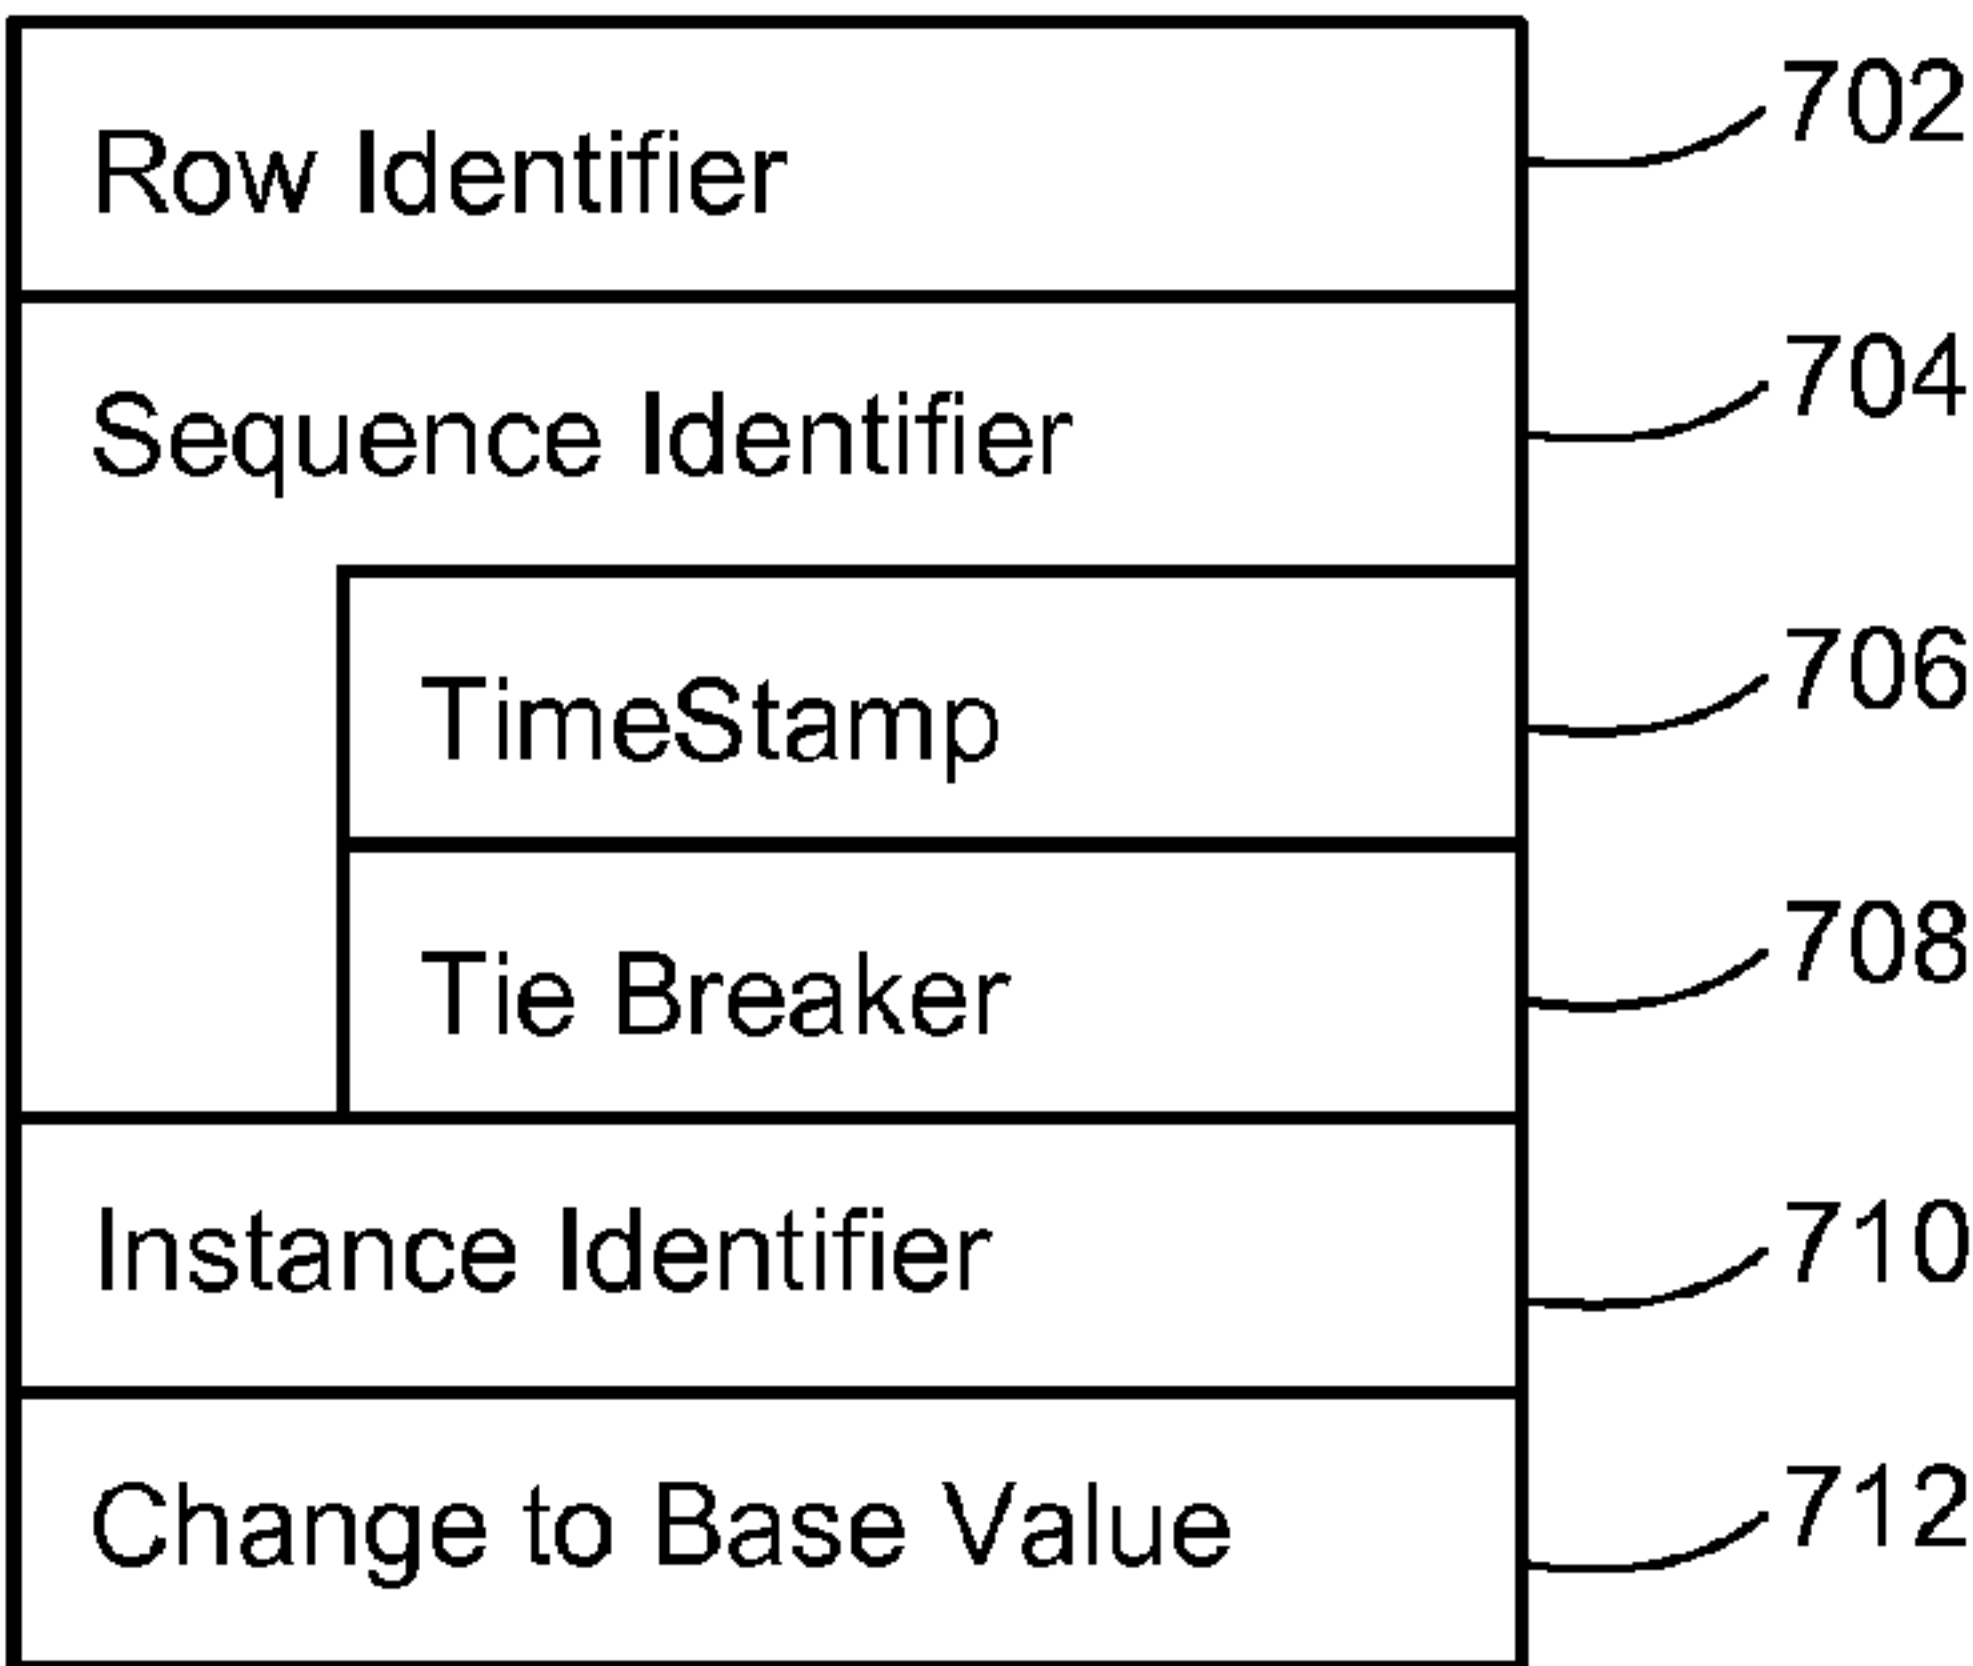 Row Identifier 702
Sequence Identifier 704
TimeStamp 706
Tie Breaker 708
Instance Identifier 710
Change to Base Value 712